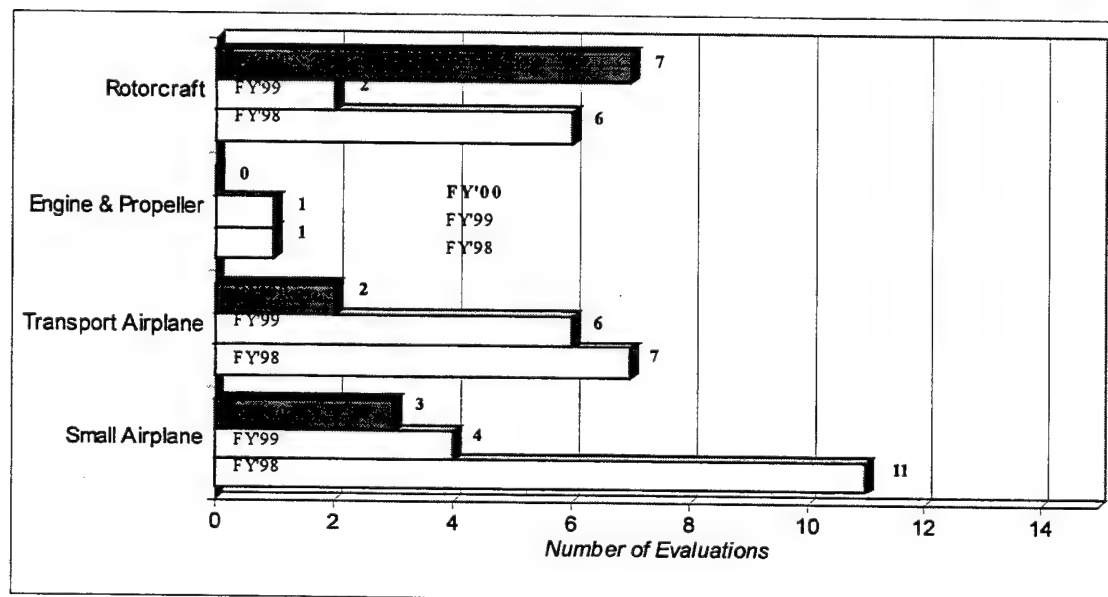 7
Rotorcraft
FY'99
2
FY'98
6
0
Engine & Propeller
1
1
FY'00
FY'99
FY'98
2
Transport Airplane
FY'99
6
FY'98
7
3
Small Airplane
FY'99
4
FY'98
11
0 2 4 6 8 10 12 14
Number of Evaluations